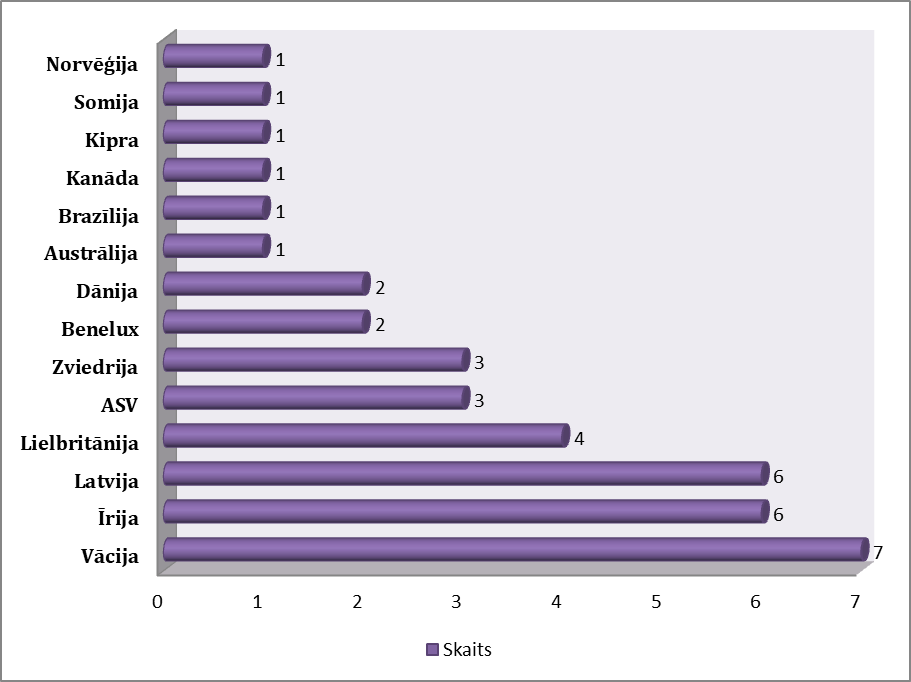 Norvēģija 1
Somija 1
Kipra 1
Kanāda 1
Brazīlija 1
Austrālija 1
Dānija 2
Benelux 2
Zviedrija 3
ASV 3
Lielbritānija 4
Latvija 6
Īrija 6
Vācija 7
0 1 2 3 4 5 6 7
Skaits